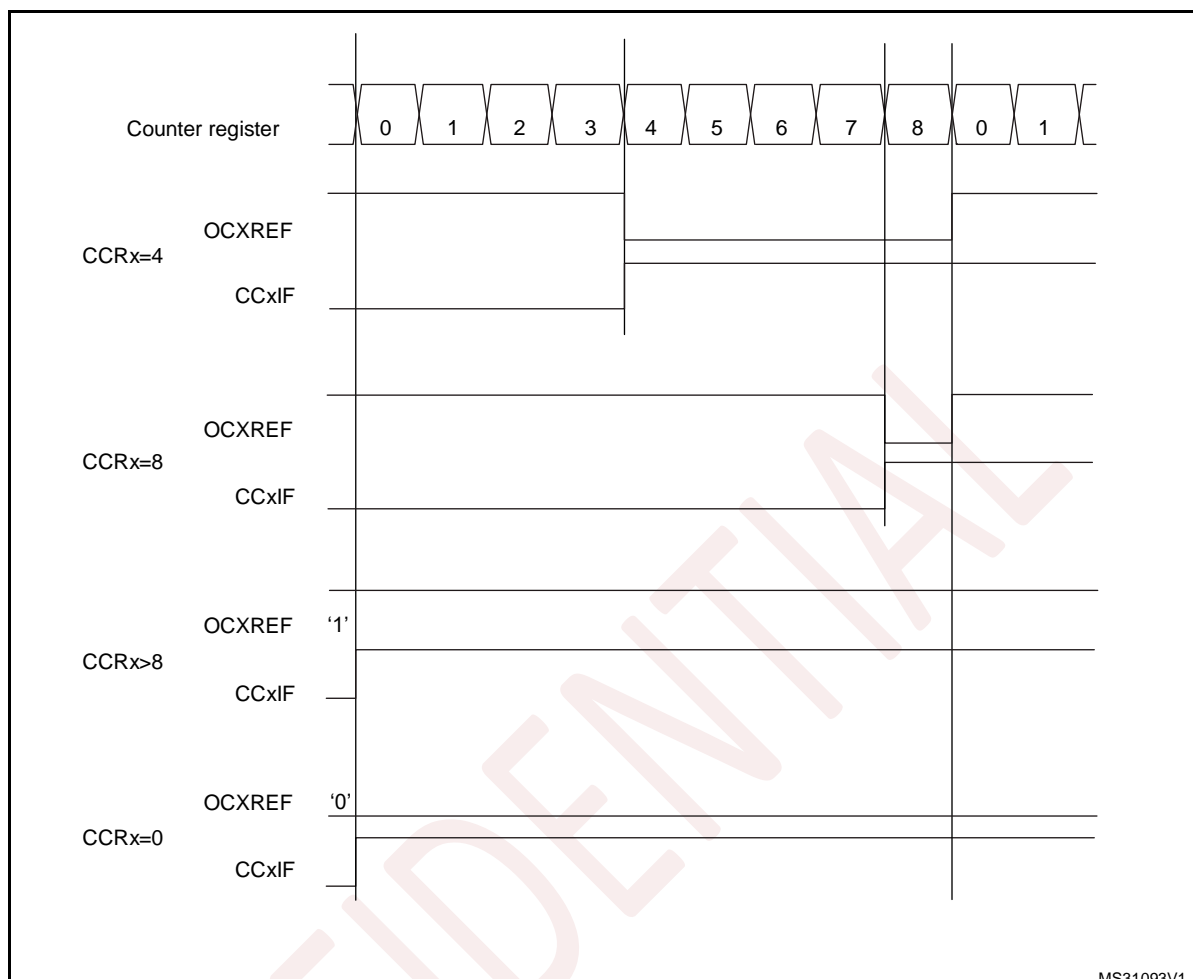 Counter register 0 1 2 3 4 5 6 7 8 0 1
OCXREF
CCRx=4
CCxIF
OCXREF
CCRx=8
CCxIF
OCXREF '1'
CCRx>8
CCxIF
OCXREF '0'
CCRx=0
CCxIF
FIDENTIAL
MS31093V1